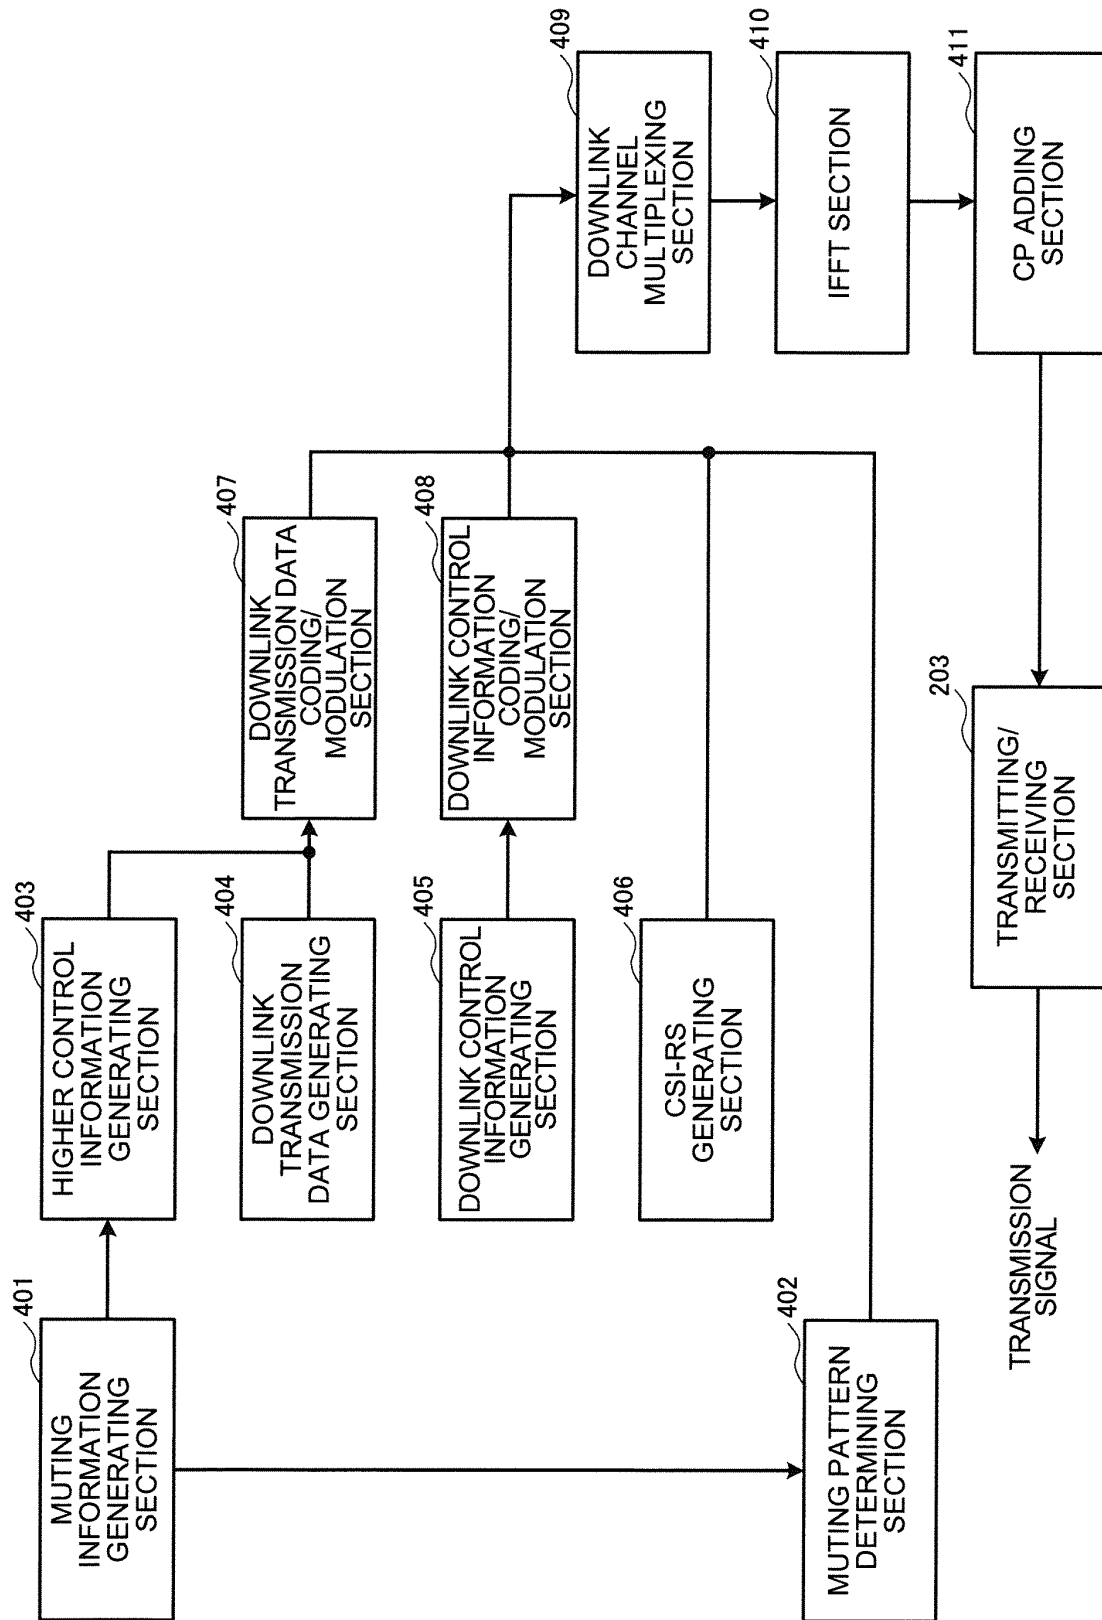 401
MUTING
INFORMATION
GENERATING
SECTION
402
MUTING PATTERN
DETERMINING
SECTION
403
HIGHER CONTROL
INFORMATION
GENERATING
SECTION
404
DOWNLINK
TRANSMISSION
DATA GENERATING
SECTION
405
DOWNLINK CONTROL
INFORMATION
GENERATING
SECTION
406
CSI-RS
GENERATING
SECTION
407
DOWNLINK
TRANSMISSION DATA
CODING/
MODULATION
SECTION
408
DOWNLINK CONTROL
INFORMATION
CODING/
MODULATION
SECTION
409
DOWNLINK
CHANNEL
MULTIPLEXING
SECTION
410
IFFT SECTION
411
CP ADDING
SECTION
203
TRANSMITTING/
RECEIVING
SECTION
TRANSMISSION
SIGNAL